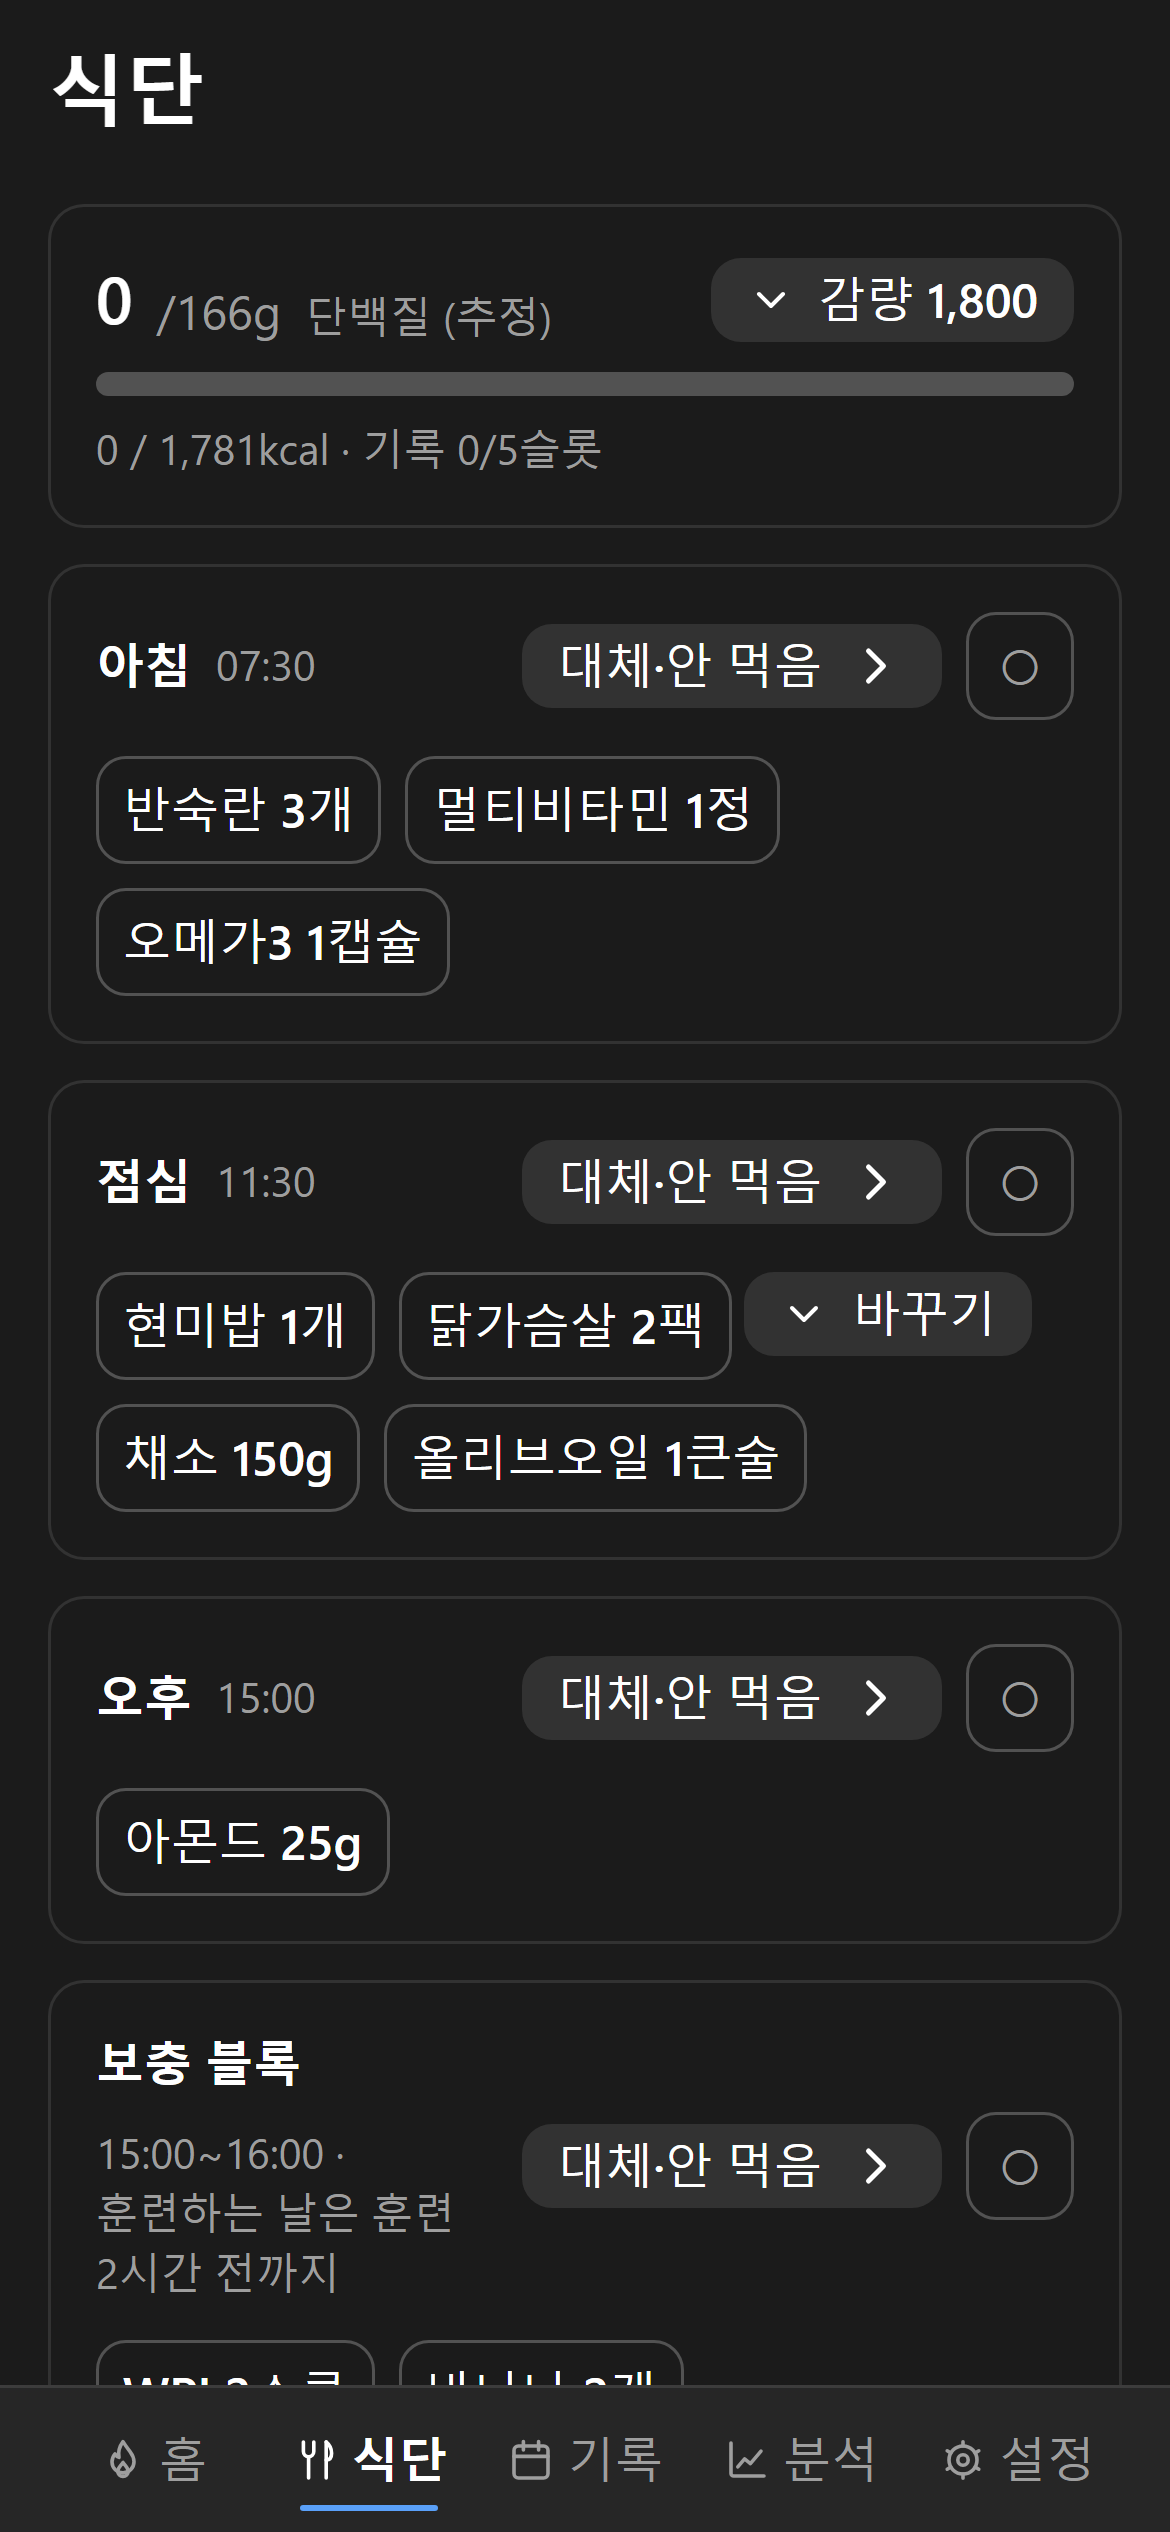 식단
0 /166g 단백질 (추정) 감량 1,800
0 / 1,781kcal · 기록 0/5슬롯
아침 07:30 대체·안 먹음
반숙란 3개 멀티비타민 1정
오메가3 1캡슐
점심 11:30 대체·안 먹음
현미밥 1개 닭가슴살 2팩 바꾸기
채소 150g 올리브오일 1큰술
오후 15:00 대체·안 먹음
아몬드 25g
보충 블록
15:00~16:00 · 대체·안 먹음
훈련하는 날은 훈련
2시간 전까지
홈 식단 기록 분석 설정